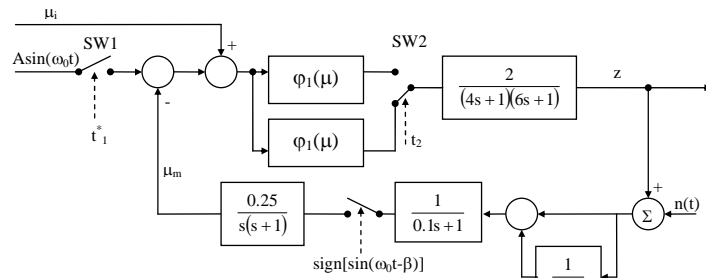 μi
SW1
Asin(ω0t)
+
-
t*1
φ1(μ)
φ1(μ)
SW2
t2
2
(4s+1)(6s+1)
z
+
n(t)
Σ
μm
0.25
s(s+1)
sign[sin(ω0t-β)]
1
0.1s+1
1